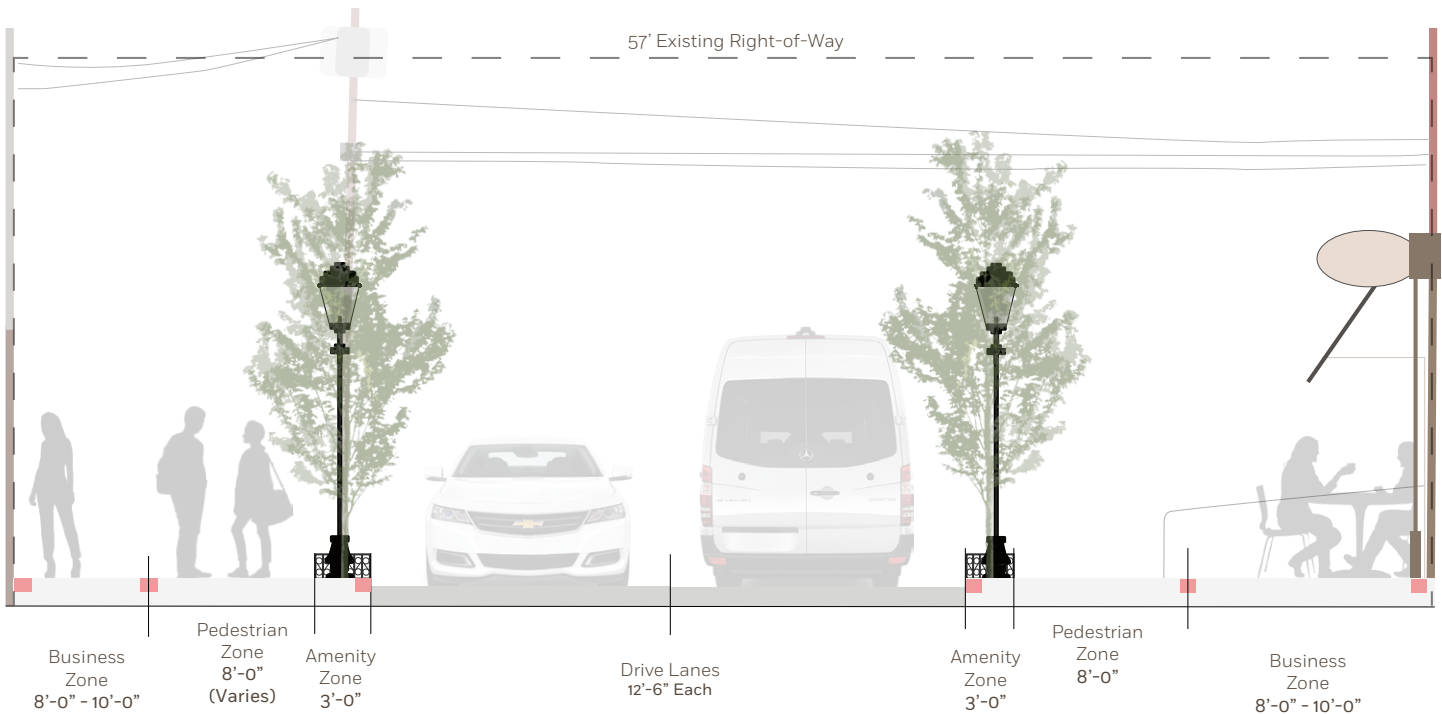 57’ Existing Right-of-Way
Business
Zone
8’-0” - 10’-0”
Pedestrian
Zone
8’-0”
(Varies)
Amenity
Zone
3’-0”
Drive Lanes
12’-6” Each
Amenity
Zone
3’-0”
Pedestrian
Zone
8’-0”
Business
Zone
8’-0” - 10’-0”